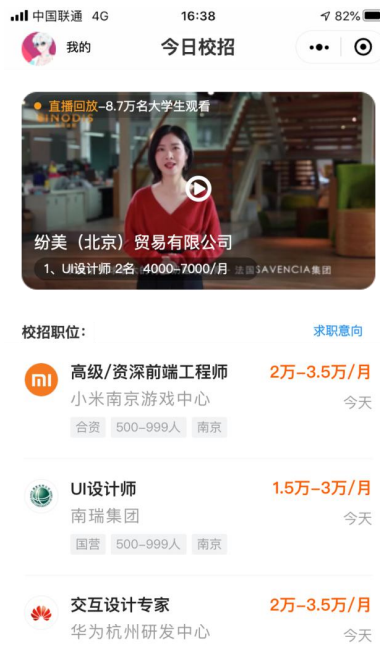 中国联通 4G 16:38 82%
我的 今日校招
直播回放-8.7万名大学生观看
SINODIS
纷美（北京）贸易有限公司
1、UI设计师 2名 4000-7000/月 法国SAVENCIA集团
校招职位： 求职意向
高级/资深前端工程师 2万-3.5万/月
小米南京游戏中心 今天
合资 500-999人 南京
UI设计师 1.5万-3万/月
南瑞集团 今天
国营 500-999人 南京
交互设计专家 2万-3.5万/月
华为杭州研发中心 今天